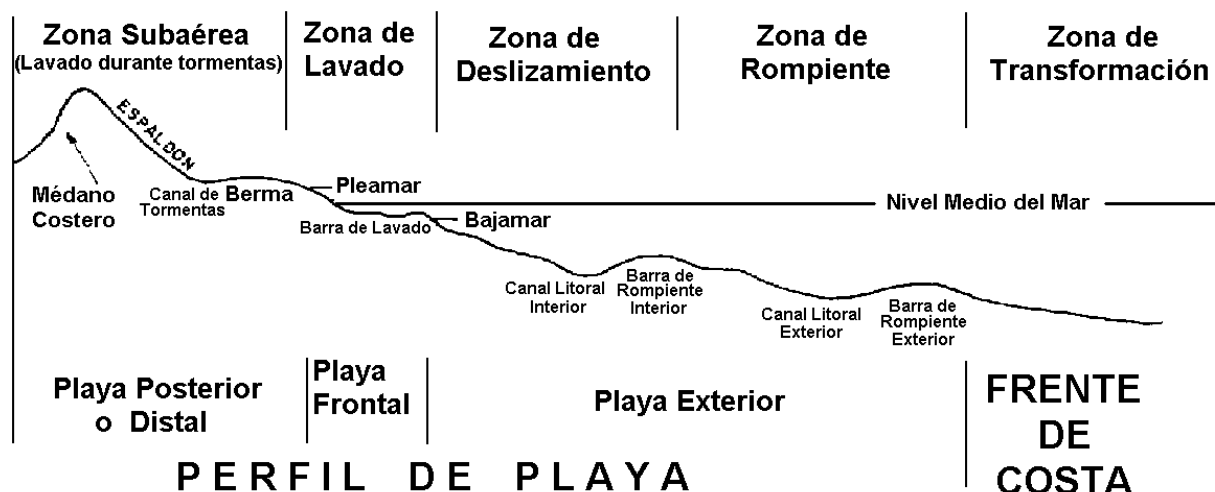 Zona Subaérea
(Lavado durante tormentas)
Zona de
Lavado
Zona de
Deslizamiento
Zona de
Rompiente
Zona de
Transformación
ESPALDON
Médano
Costero
Canal de
Tormentas
Berma
Pleamar
Nivel Medio del Mar
Barra de Lavado
Bajamar
Canal Litoral
Interior
Barra de
Rompiente
Interior
Canal Litoral
Exterior
Barra de
Rompiente
Exterior
Playa Posterior
o Distal
Playa
Frontal
Playa Exterior
FRENTE
DE
COSTA
PERFIL DE PLAYA